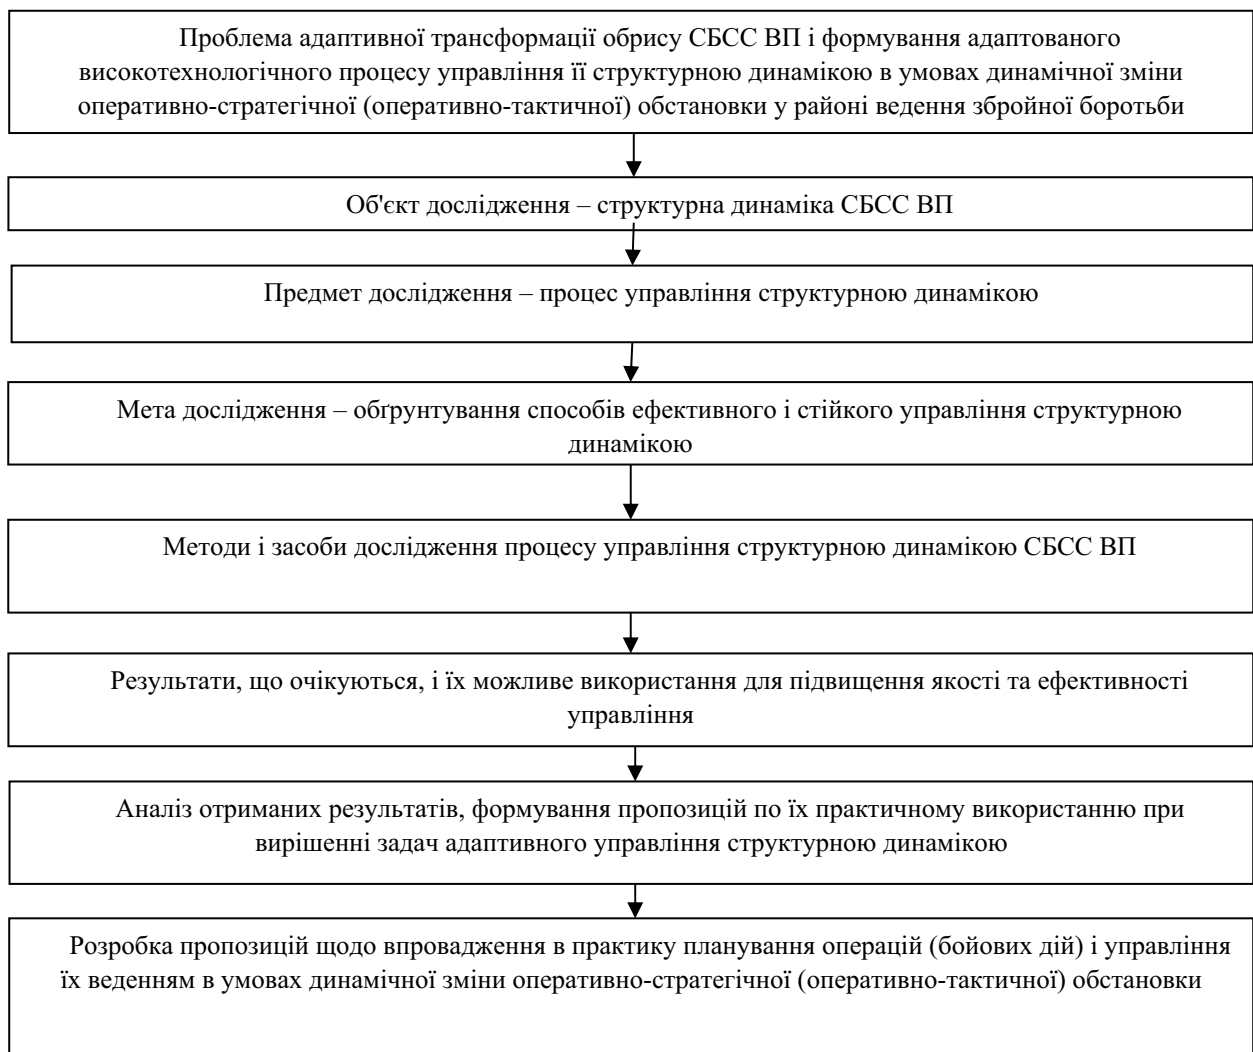 Проблема адаптивної трансформації обрису СБСС ВП і формування адаптованого
високотехнологічного процесу управління її структурною динамікою в умовах динамічної зміни
оперативно-стратегічної (оперативно-тактичної) обстановки у районі ведення збройної боротьби
Об'єкт дослідження – структурна динаміка СБСС ВП
Предмет дослідження – процес управління структурною динамікою
Мета дослідження – обґрунтування способів ефективного і стійкого управління структурною
динамікою
Методи і засоби дослідження процесу управління структурною динамікою СБСС ВП
Результати, що очікуються, і їх можливе використання для підвищення якості та ефективності
управління
Аналіз отриманих результатів, формування пропозицій по їх практичному використанню при
вирішенні задач адаптивного управління структурною динамікою
Розробка пропозицій щодо впровадження в практику планування операцій (бойових дій) і управління
їх веденням в умовах динамічної зміни оперативно-стратегічної (оперативно-тактичної) обстановки